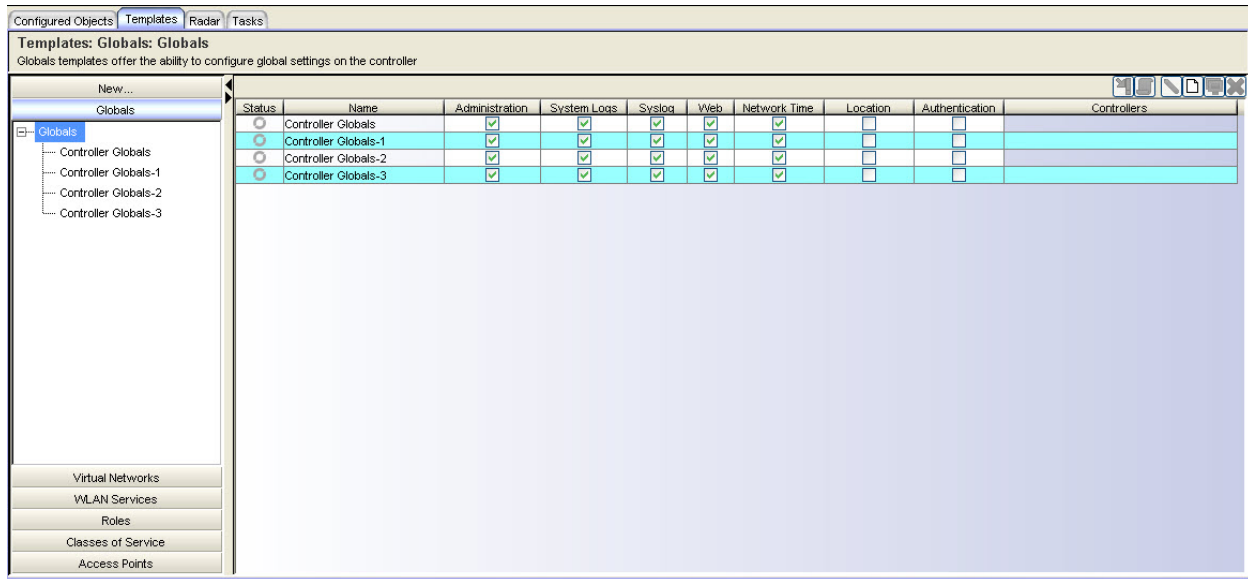 Configured Objects Templates Radar Tasks
Templates: Globals: Globals
Globals templates offer the ability to configure global settings on the controller
New...
Globals
Globals
Controller Globals
Controller Globals-1
Controller Globals-2
Controller Globals-3
Virtual Networks
WLAN Services
Roles
Classes of Service
Access Points
Status Name Administration System Logs Syslog Web Network Time Location Authentication Controllers
Controller Globals
Controller Globals-1
Controller Globals-2
Controller Globals-3